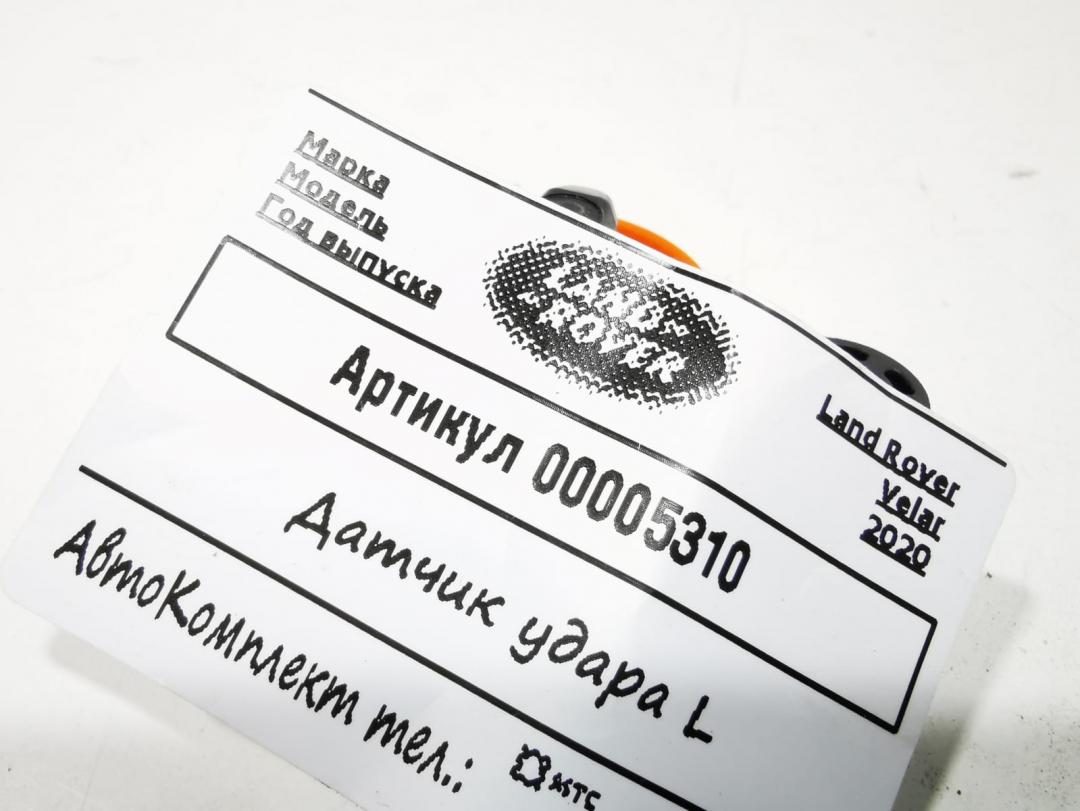 Марка
Модель
Год выпуска
LAND-
ROVER
Land Rover
Velar
2020
Артикул 00005310
Датчик удара L
АвтоКомплект тел.: